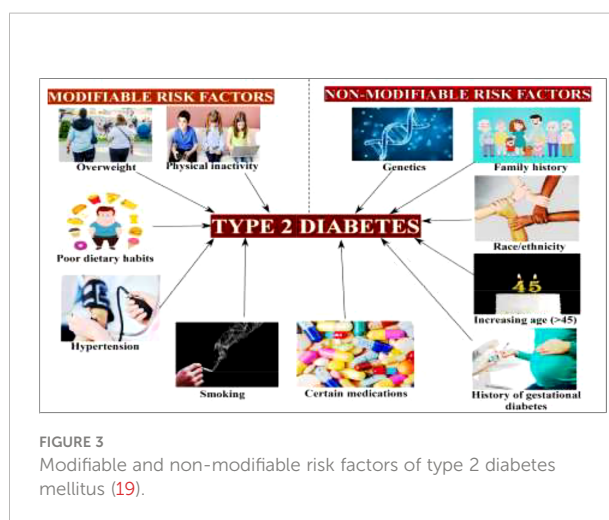 MODIFIABLE RISK FACTORS
NON-MODIFIABLE RISK FACTORS
Overweight
Physical inactivity
Genetics
Family history
TYPE 2 DIABETES
Poor dietary habits
Race/ethnicity
45
Increasing age (>45)
Hypertension
Smoking
Certain medications
History of gestational
diabetes
FIGURE 3
Modifiable and non-modifiable risk factors of type 2 diabetes
mellitus (19).